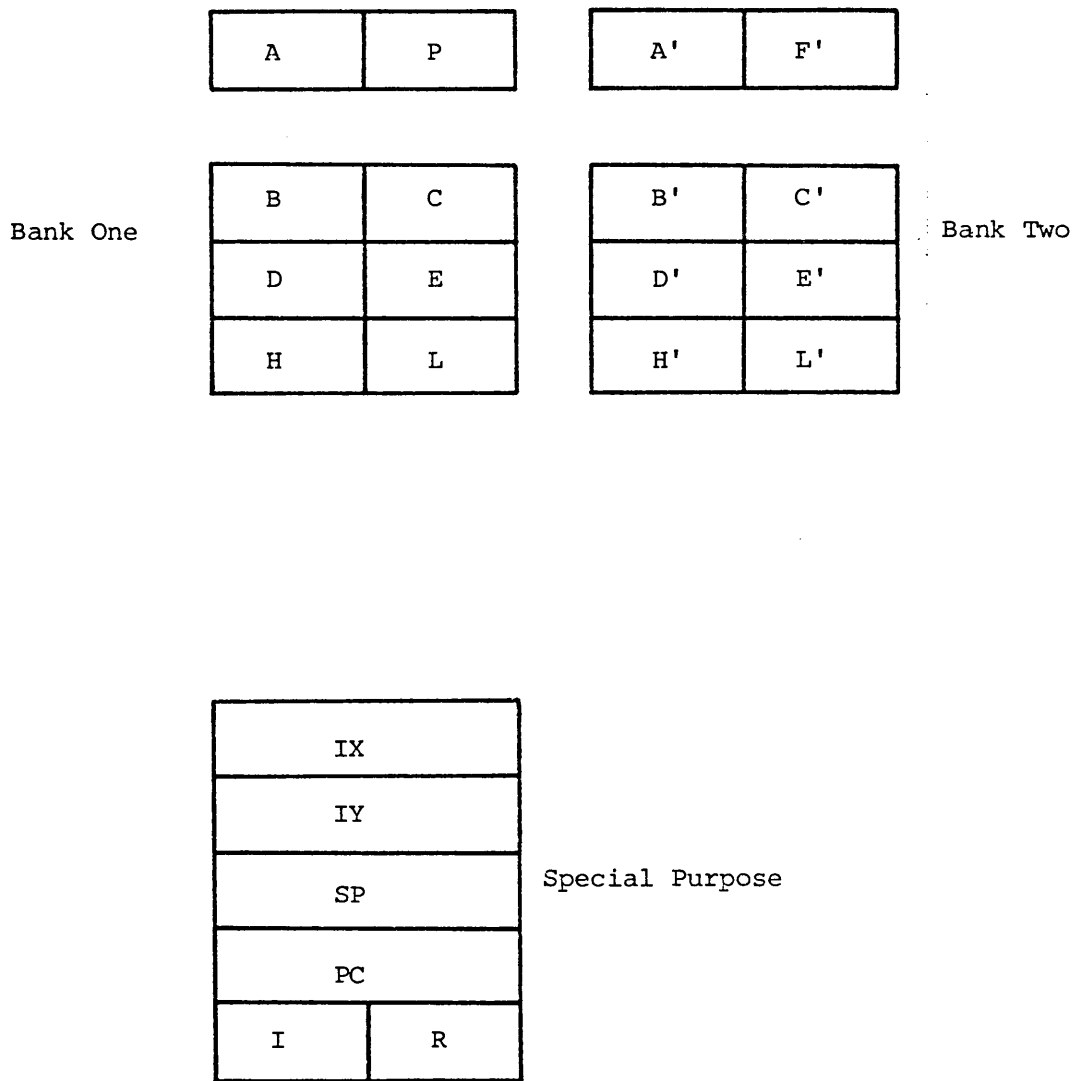 A P A' F'
B C B' C'
Bank One Bank Two
D E D' E'
H L H' L'
IX
IY
SP
Special Purpose
PC
I R